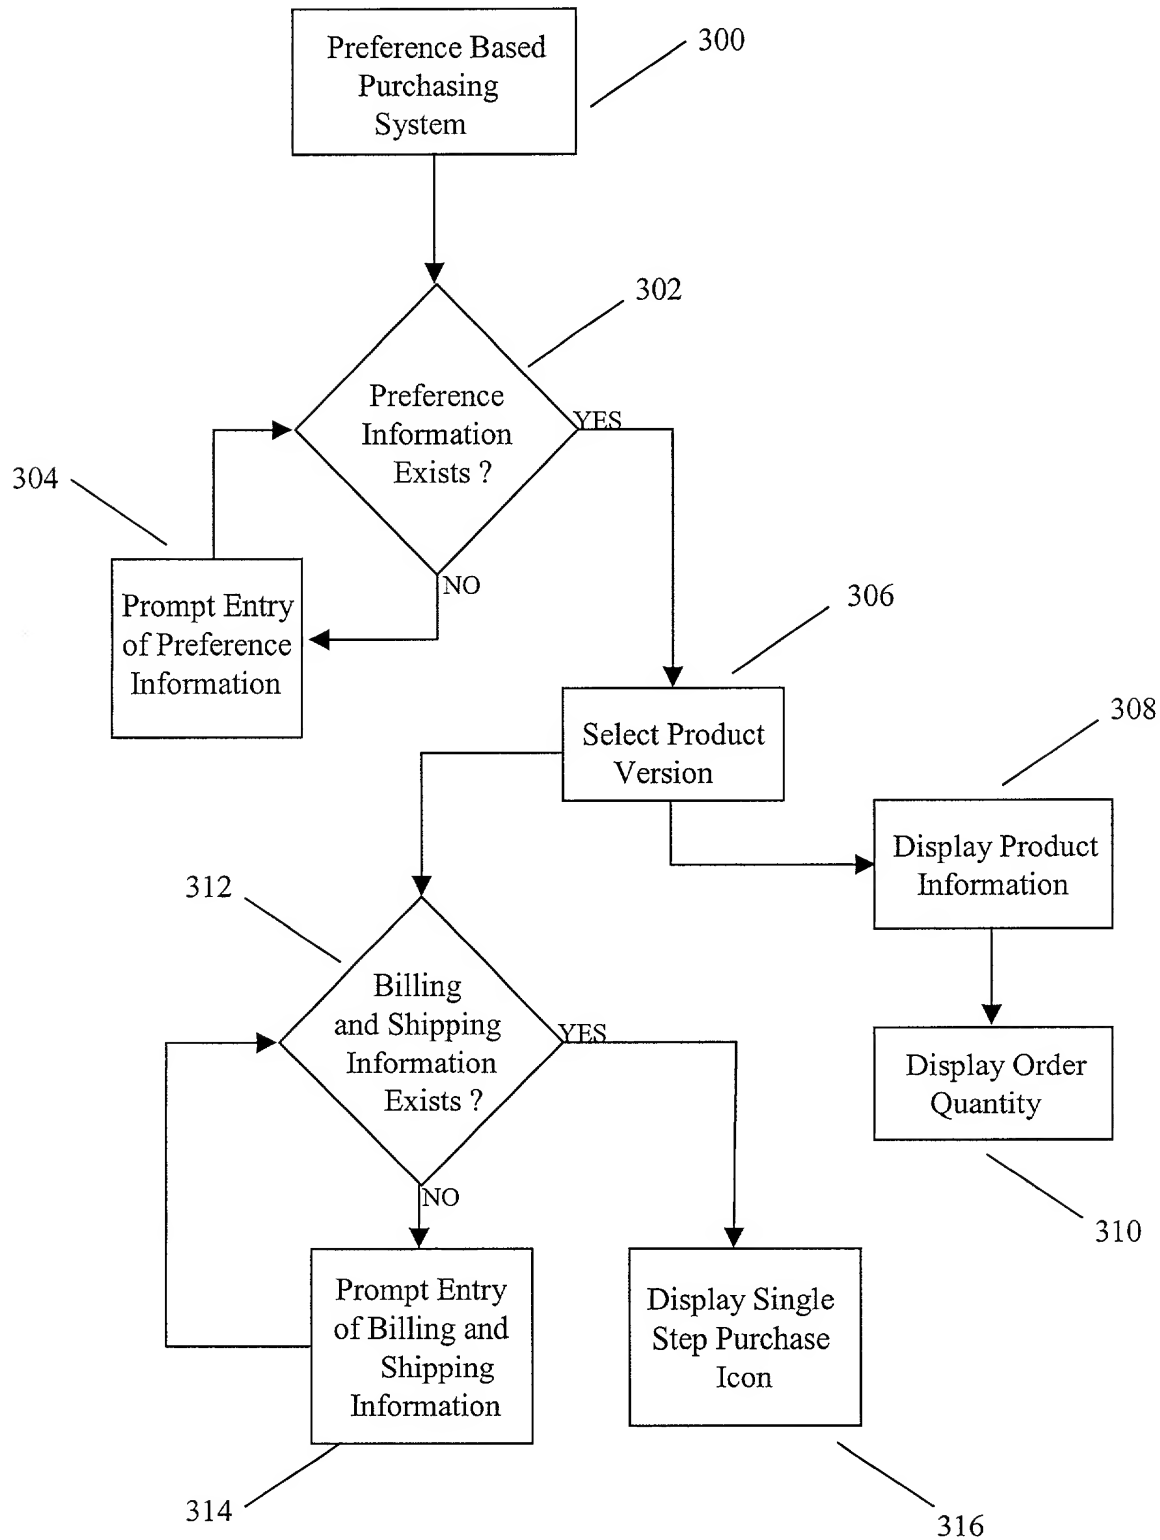 Preference Based
Purchasing
System
300
302
Preference
Information
Exists ?
YES
NO
304
Prompt Entry
of Preference
Information
306
Select Product
Version
308
Display Product
Information
Display Order
Quantity
310
312
Billing
and Shipping
Information
Exists ?
YES
NO
Prompt Entry
of Billing and
Shipping
Information
314
Display Single
Step Purchase
Icon
316